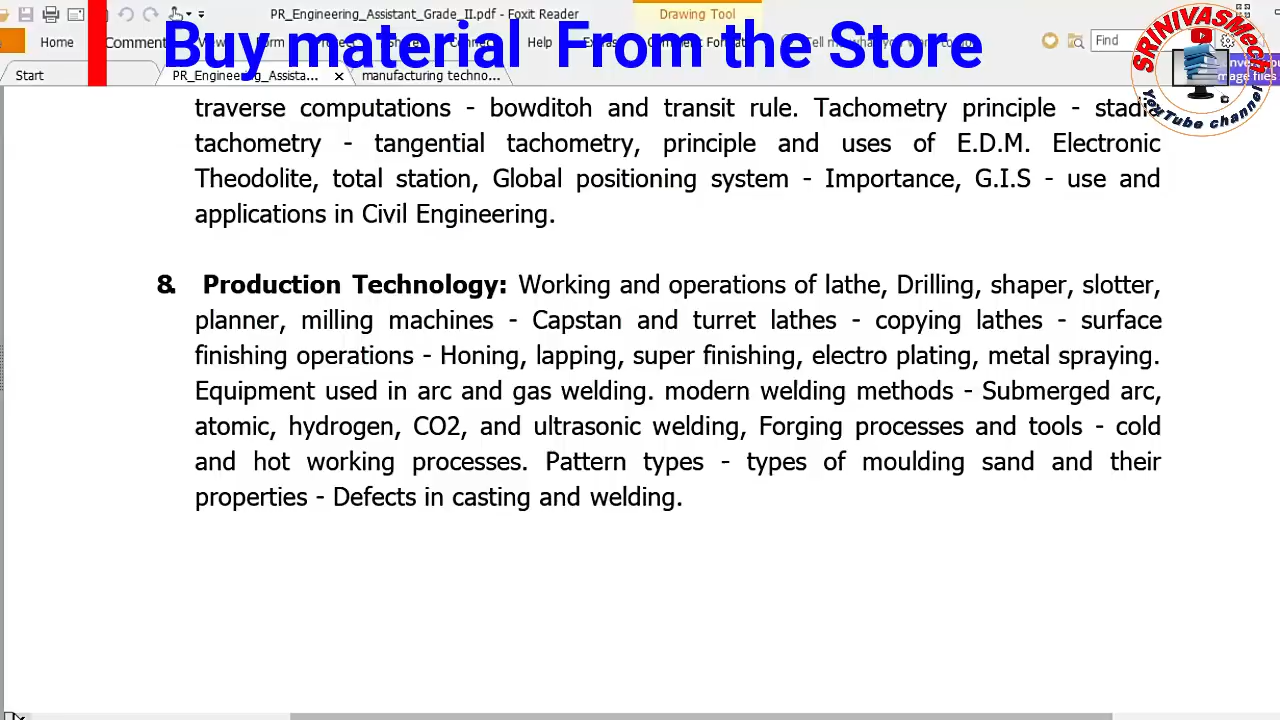 PR_Engineering_Assistant_Grade_II.pdf - Foxit Reader
Drawing Tool
Buy material From the Store
Home
Comment
View
Help
Extras
Find
Start
PR_Engineering_Assista...
manufacturing techno...
SRINIVASMech
YouTube channel
traverse computations - bowditoh and transit rule. Tachometry principle - stadia
tachometry - tangential tachometry, principle and uses of E.D.M. Electronic
Theodolite, total station, Global positioning system - Importance, G.I.S - use and
applications in Civil Engineering.
8. Production Technology: Working and operations of lathe, Drilling, shaper, slotter,
planner, milling machines - Capstan and turret lathes - copying lathes - surface
finishing operations - Honing, lapping, super finishing, electro plating, metal spraying.
Equipment used in arc and gas welding. modern welding methods - Submerged arc,
atomic, hydrogen, CO2, and ultrasonic welding, Forging processes and tools - cold
and hot working processes. Pattern types - types of moulding sand and their
properties - Defects in casting and welding.